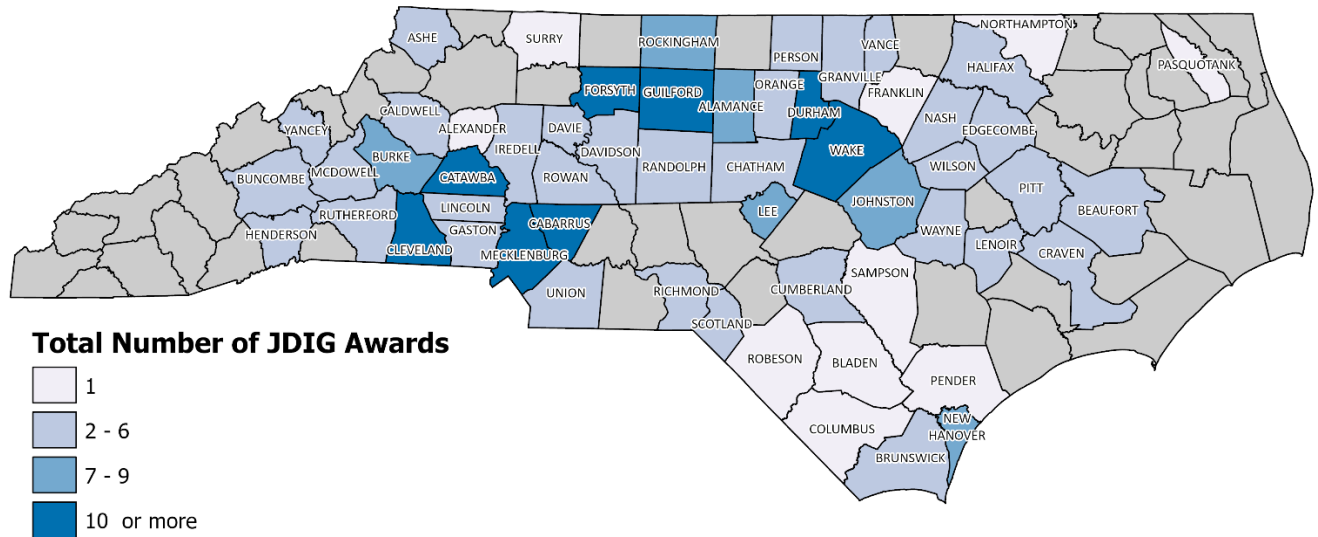 NORTHAMPTON
ASHE
SURRY
ROCKINGHAM
PERSON
VANCE
HALIFAX
PASQUOTANK
GRANVILLE
FORSYTH
GUILFORD
ORANGE
FRANKLIN
ALAMANCE
DURHAM
CALDWELL
NASH
YANCEY
ALEXANDER
DAVIE
EDGECOMBE
IREDELL
DAVIDSON
WAKE
BURKE
MCDOWELL
RANDOLPH
CHATHAM
WILSON
BUNCOMBE
CATAWBA
ROWAN
PITT
JOHNSTON
LINCOLN
LEE
BEAUFORT
RUTHERFORD
CABARRUS
GASTON
WAYNE
HENDERSON
LENOIR
CLEVELAND
MECKLENBURG
CRAVEN
SAMPSON
UNION
RICHMOND
CUMBERLAND
SCOTLAND
ROBESON
BLADEN
PENDER
NEW
HANOVER
COLUMBUS
BRUNSWICK
Total Number of JDIG Awards
1
2 - 6
7 - 9
10 or more